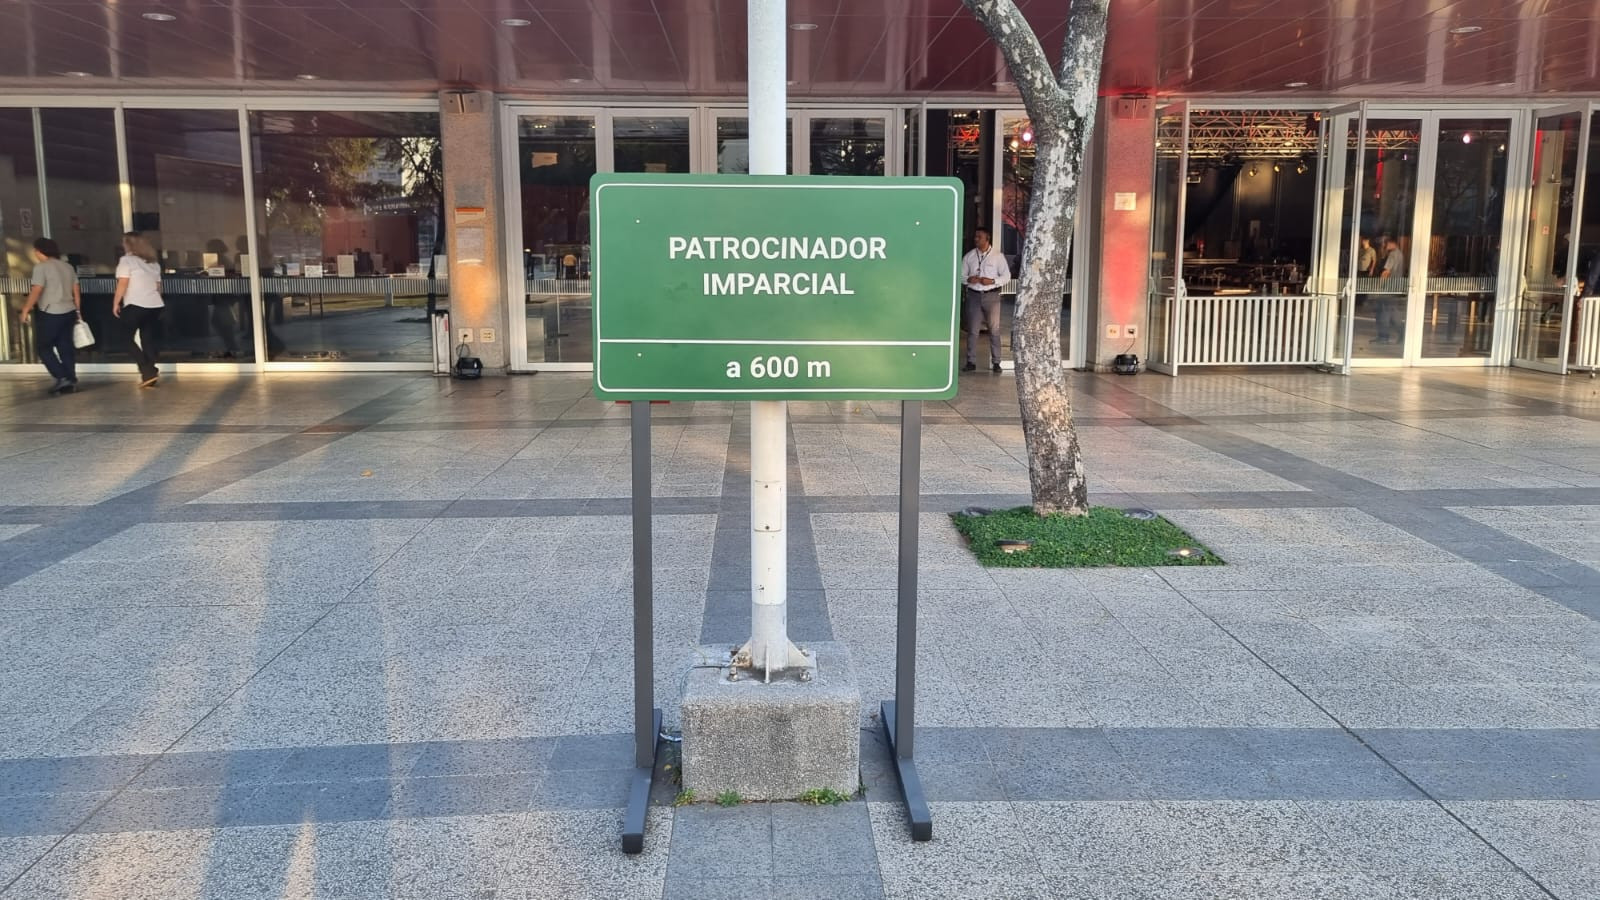 PATROCINADOR
IMPARCIAL
a 600 m